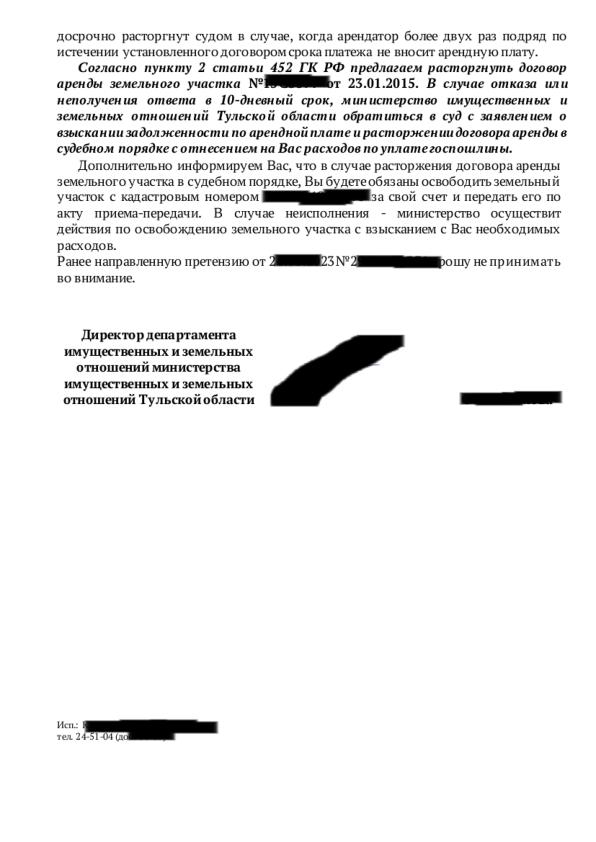 досрочно расторгнут судом в случае, когда арендатор более двух раз подряд по
истечении установленного договором срока платежа не вносит арендную плату.
Согласно пункту 2 статьи 452 ГК РФ предлагаем расторгнуть договор
аренды земельного участка № от 23.01.2015. В случае отказа или
неполучения ответа в 10-дневный срок, министерство имущественных и
земельных отношений Тульской области обратиться в суд с заявлением о
взыскании задолженности по арендной плате и расторжении договора аренды в
судебном порядке с отнесением на Вас расходов по уплате госпошлины.
Дополнительно информируем Вас, что в случае расторжения договора аренды
земельного участка в судебном порядке, Вы будете обязаны освободить земельный
участок с кадастровым номером за свой счет и передать его по
акту приема-передачи. В случае неисполнения - министерство осуществит
действия по освобождению земельного участка с взысканием с Вас необходимых
расходов.
Ранее направленную претензию от 2 23 № 2 рошу не принимать
во внимание.
Директор департамента
имущественных и земельных
отношений министерства
имущественных и земельных
отношений Тульской области
Исп.:
тел. 24-51-04 (до